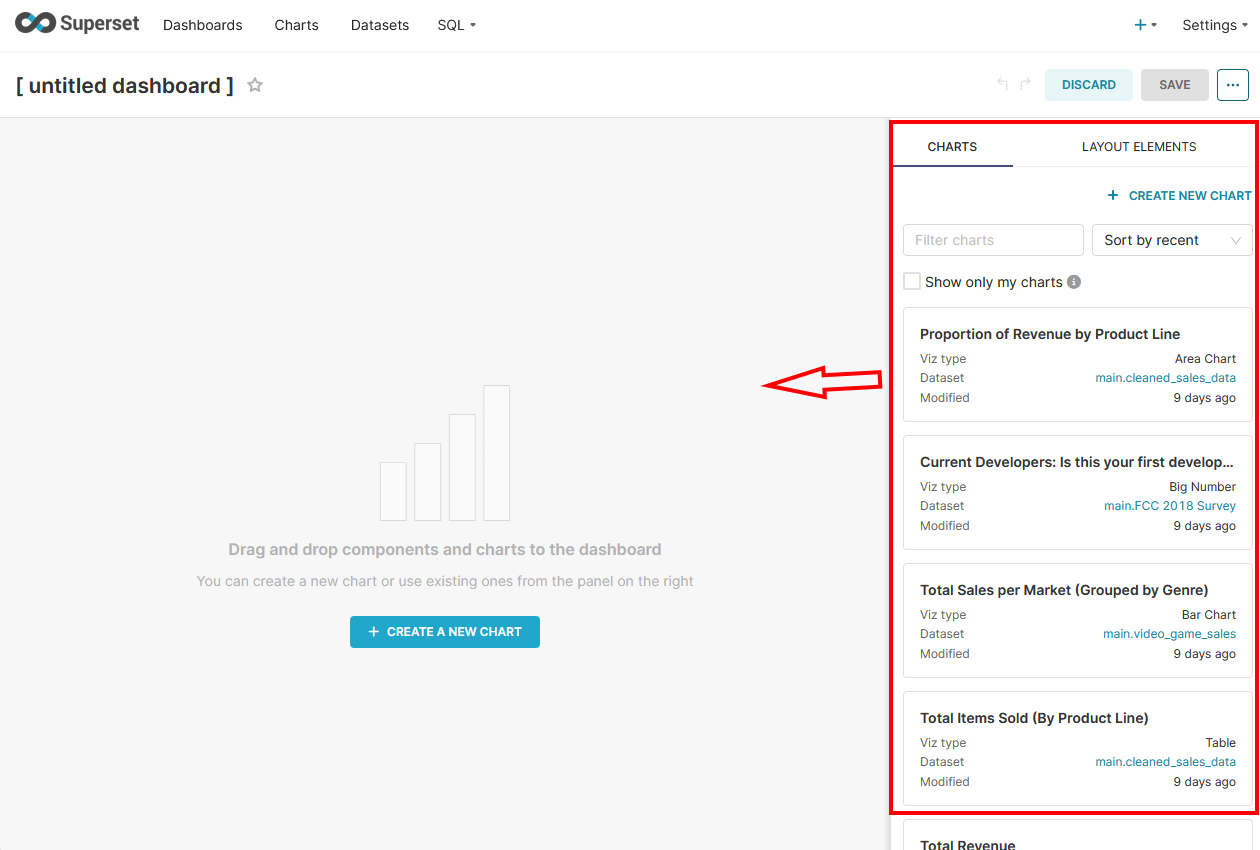 Superset Dashboards Charts Datasets SQL + Settings
[ untitled dashboard ] DISCARD SAVE ...
CHARTS LAYOUT ELEMENTS
+ CREATE NEW CHART
Filter charts Sort by recent
Show only my charts
Proportion of Revenue by Product Line
Viz type Area Chart
Dataset main.cleaned_sales_data
Modified 9 days ago
Current Developers: Is this your first develop...
Viz type Big Number
Dataset main.FCC 2018 Survey
Modified 9 days ago
Total Sales per Market (Grouped by Genre)
Viz type Bar Chart
Dataset main.video_game_sales
Modified 9 days ago
Total Items Sold (By Product Line)
Viz type Table
Dataset main.cleaned_sales_data
Modified 9 days ago
Total Revenue
Drag and drop components and charts to the dashboard
You can create a new chart or use existing ones from the panel on the right
+ CREATE A NEW CHART